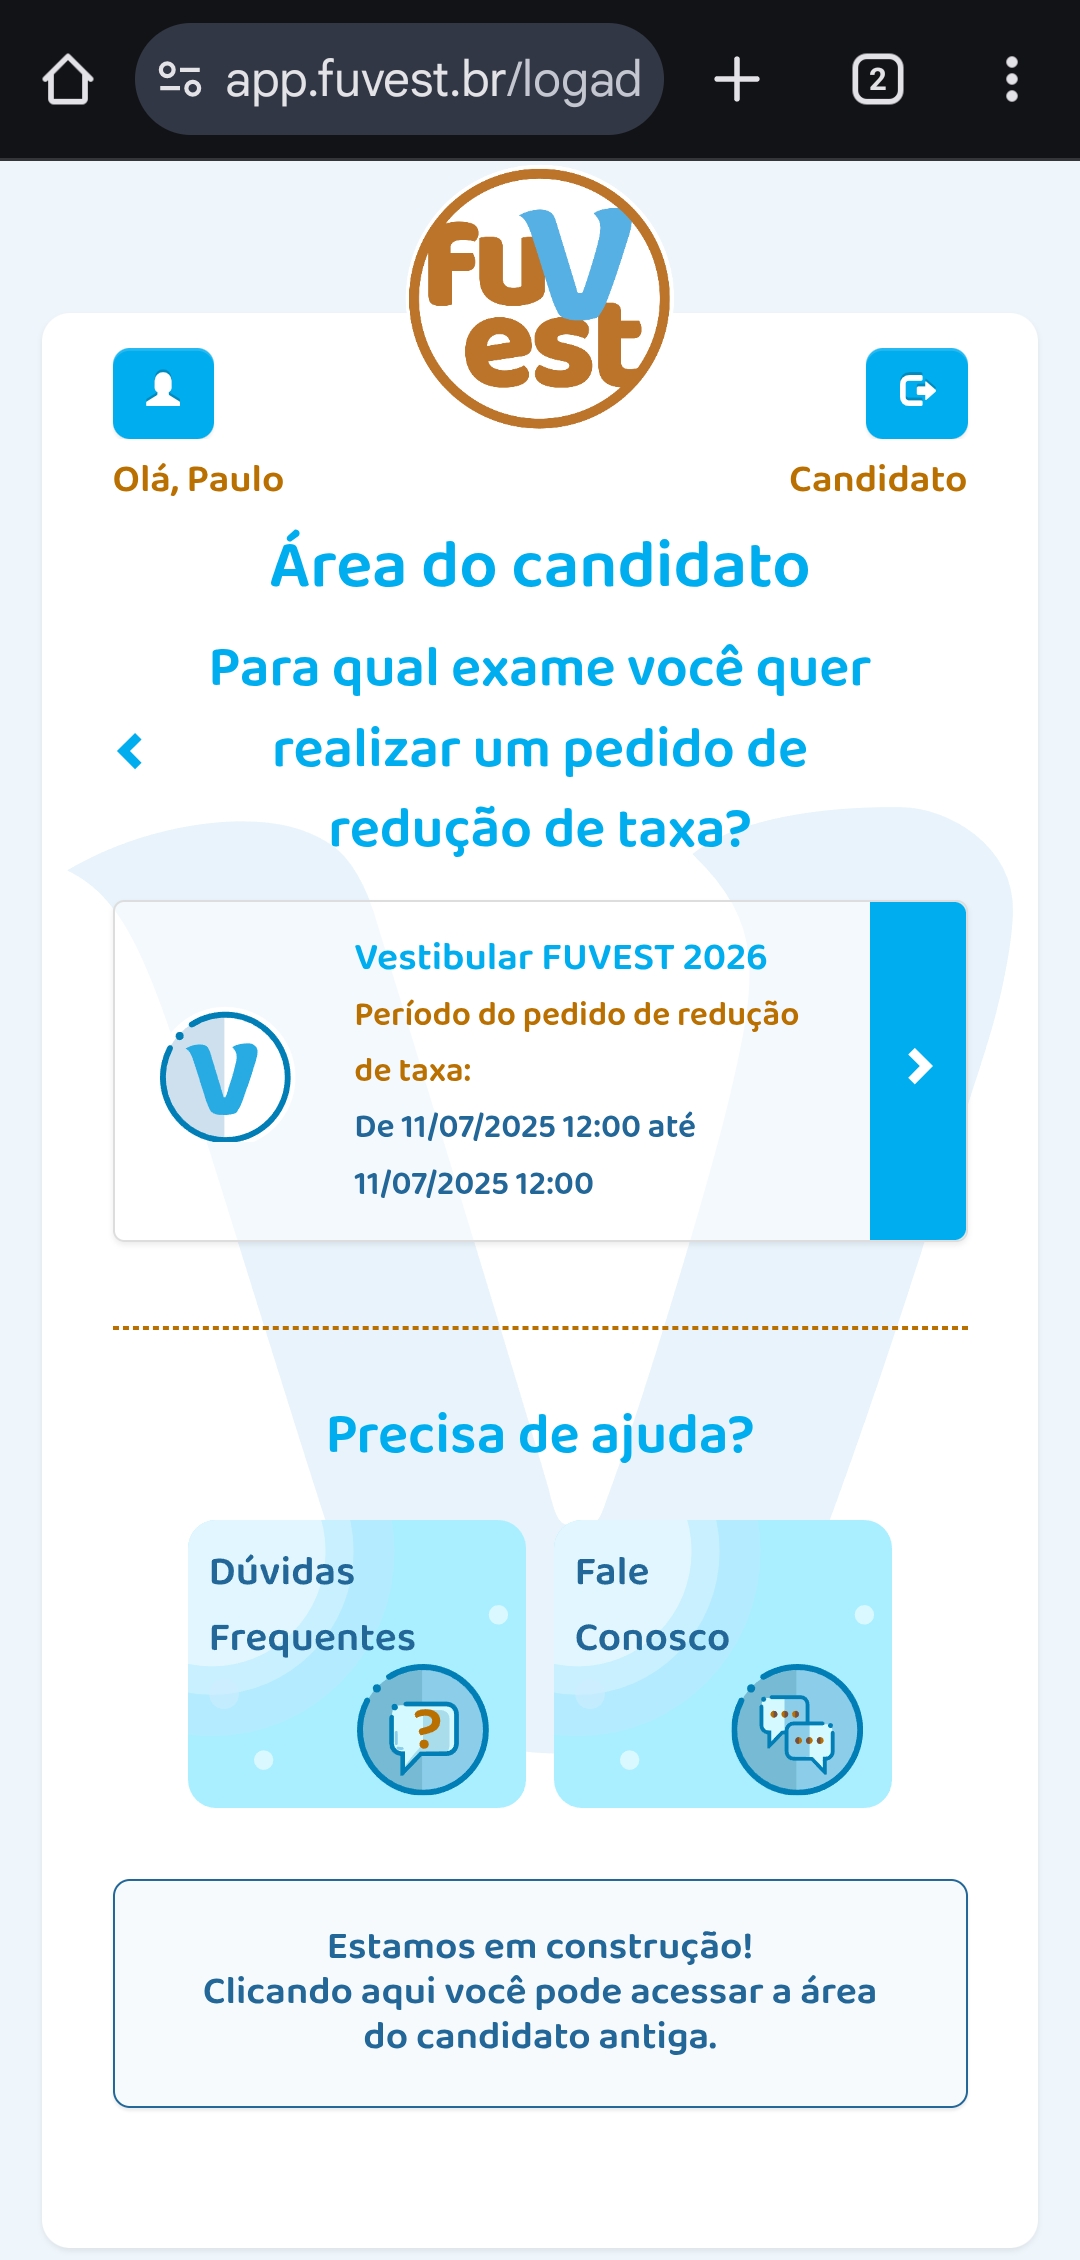 app.fuvest.br/logad
2
fuVest
Olá, Paulo
Candidato
Área do candidato
Para qual exame você quer
realizar um pedido de
redução de taxa?
Vestibular FUVEST 2026
Período do pedido de redução
de taxa:
De 11/07/2025 12:00 até
11/07/2025 12:00
V
Precisa de ajuda?
Dúvidas
Frequentes
?
Fale
Conosco
Estamos em construção!
Clicando aqui você pode acessar a área
do candidato antiga.